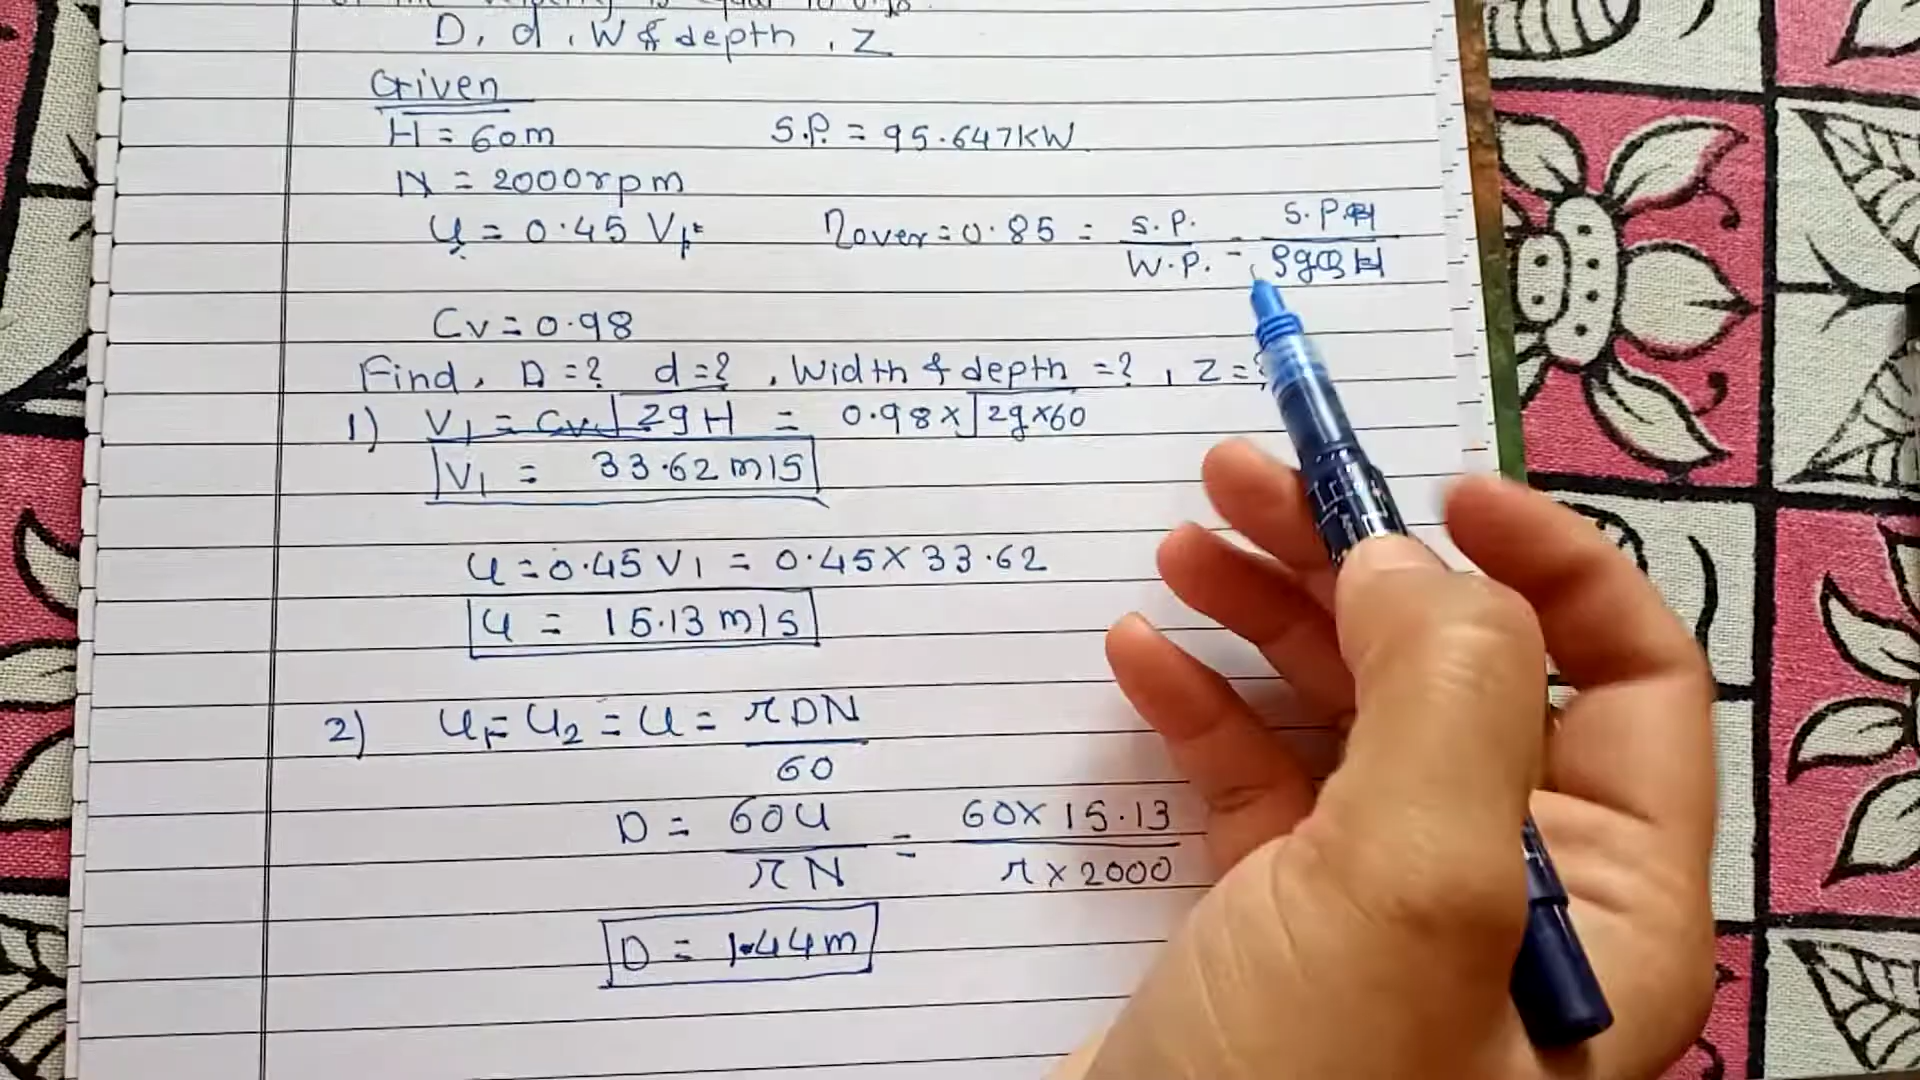 D, d, W & depth, Z
Given
H = 60m S.P. = 95.647KW
N = 2000rpm
u = 0.45 V1 ηover = 0.85 = S.P. / W.P. = S.P. / ρgQH
Cv = 0.98
Find, D = ? d = ?, Width & depth = ?, Z = ?
1) V1 = Cv √2gH = 0.98 × √2g×60
V1 = 33.62 m/s
u = 0.45 V1 = 0.45 × 33.62
u = 15.13 m/s
2) u1 = u2 = u = πDN
60
D = 60u / πN = 60 × 15.13 / π × 2000
D = 1.44m